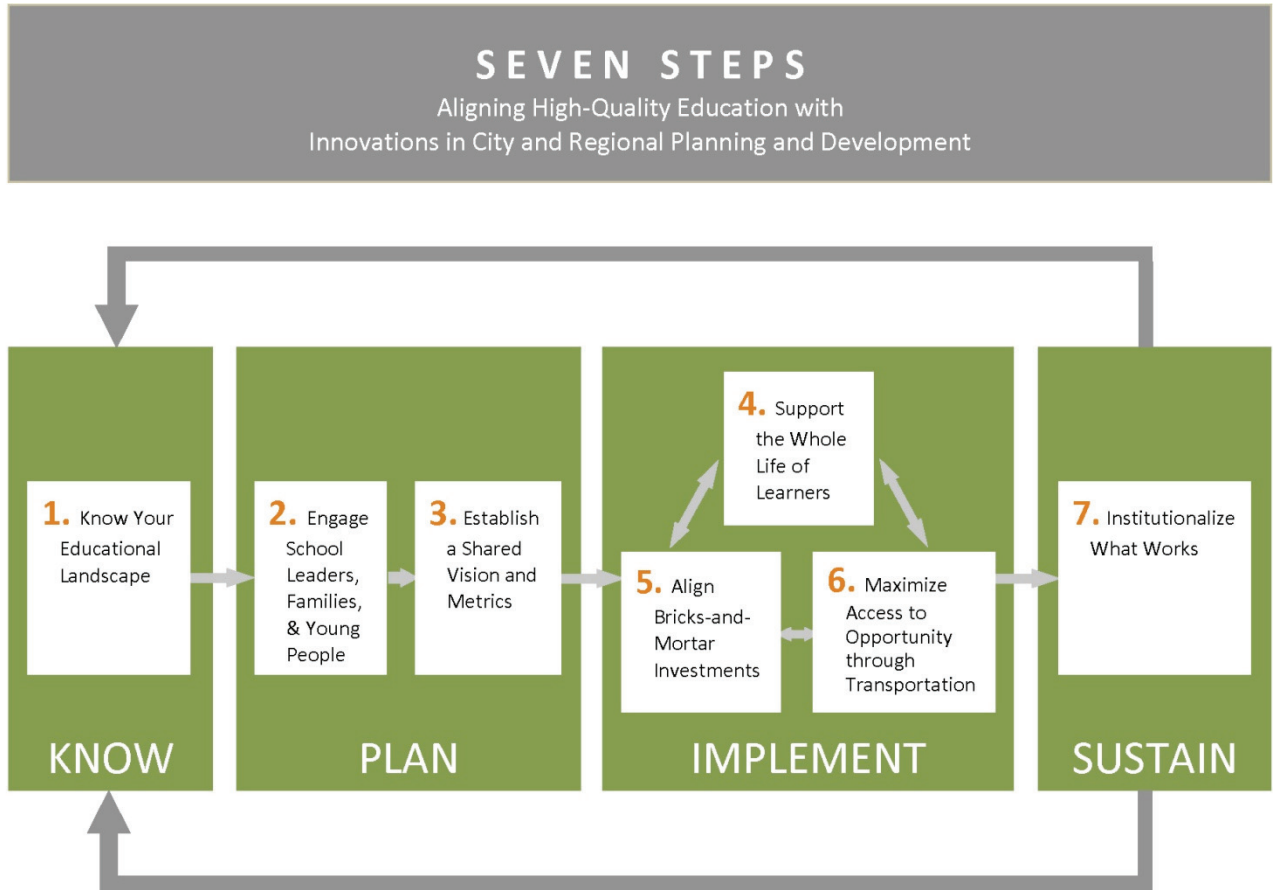 SEVEN STEPS
Aligning High-Quality Education with
Innovations in City and Regional Planning and Development
1. Know Your
Educational
Landscape
KNOW
2. Engage
School
Leaders,
Families,
& Young
People
3. Establish
a Shared
Vision and
Metrics
PLAN
4. Support
the Whole
Life of
Learners
5. Align
Bricks-and-
Mortar
Investments
6. Maximize
Access to
Opportunity
through
Transportation
IMPLEMENT
7. Institutionalize
What Works
SUSTAIN